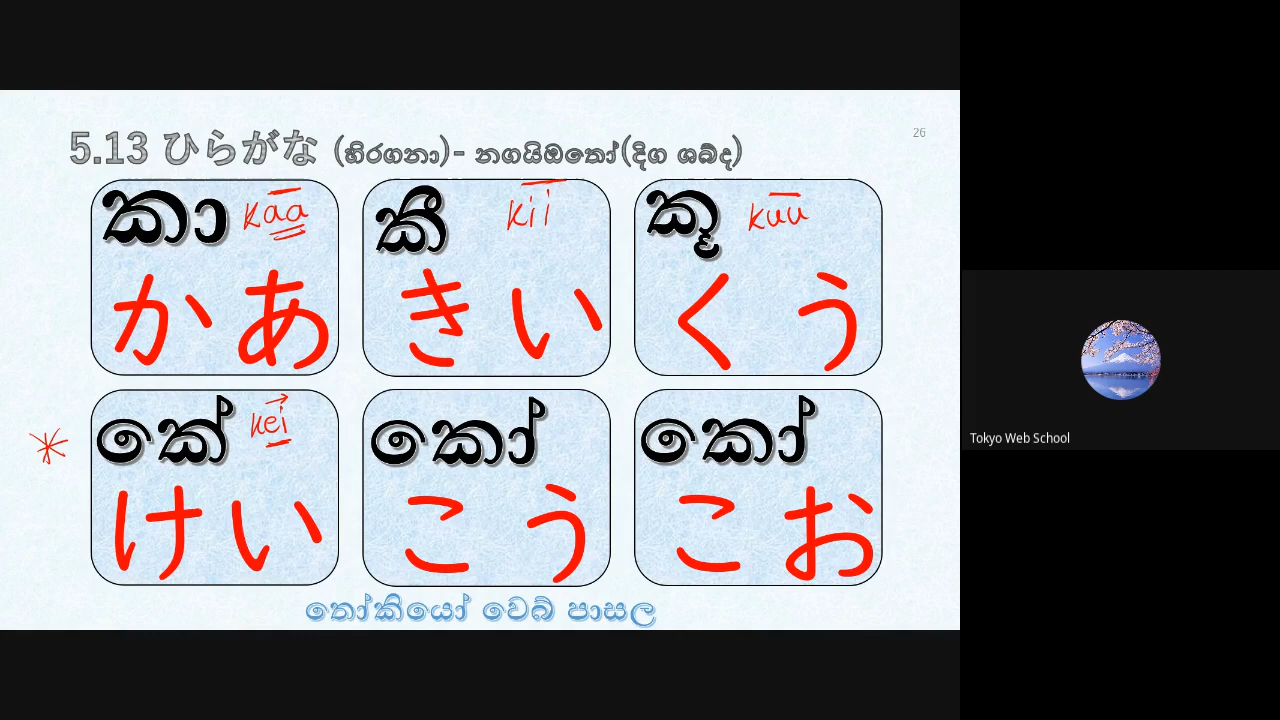 26
5.13 ひらがな (හිරගනා)- නගයිඔතෝ(දිග ශබ්ද)
කා kaa
かあ
කී kii
きい
කූ kuu
くう
කේ kei
けい
කෝ
こう
කෝ
こお
තෝකියෝ වෙබ් පාසල
Tokyo Web School